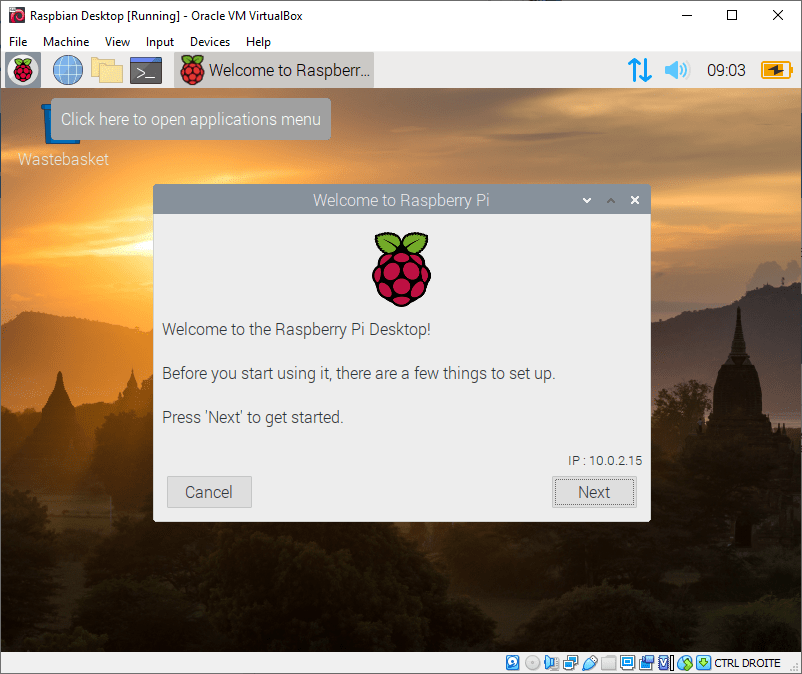 Raspbian Desktop [Running] - Oracle VM VirtualBox
File Machine View Input Devices Help
Welcome to Raspberr... 09:03
Click here to open applications menu
Wastebasket
Welcome to Raspberry Pi
Welcome to the Raspberry Pi Desktop!
Before you start using it, there are a few things to set up.
Press 'Next' to get started.
IP : 10.0.2.15
Cancel Next
CTRL DROITE